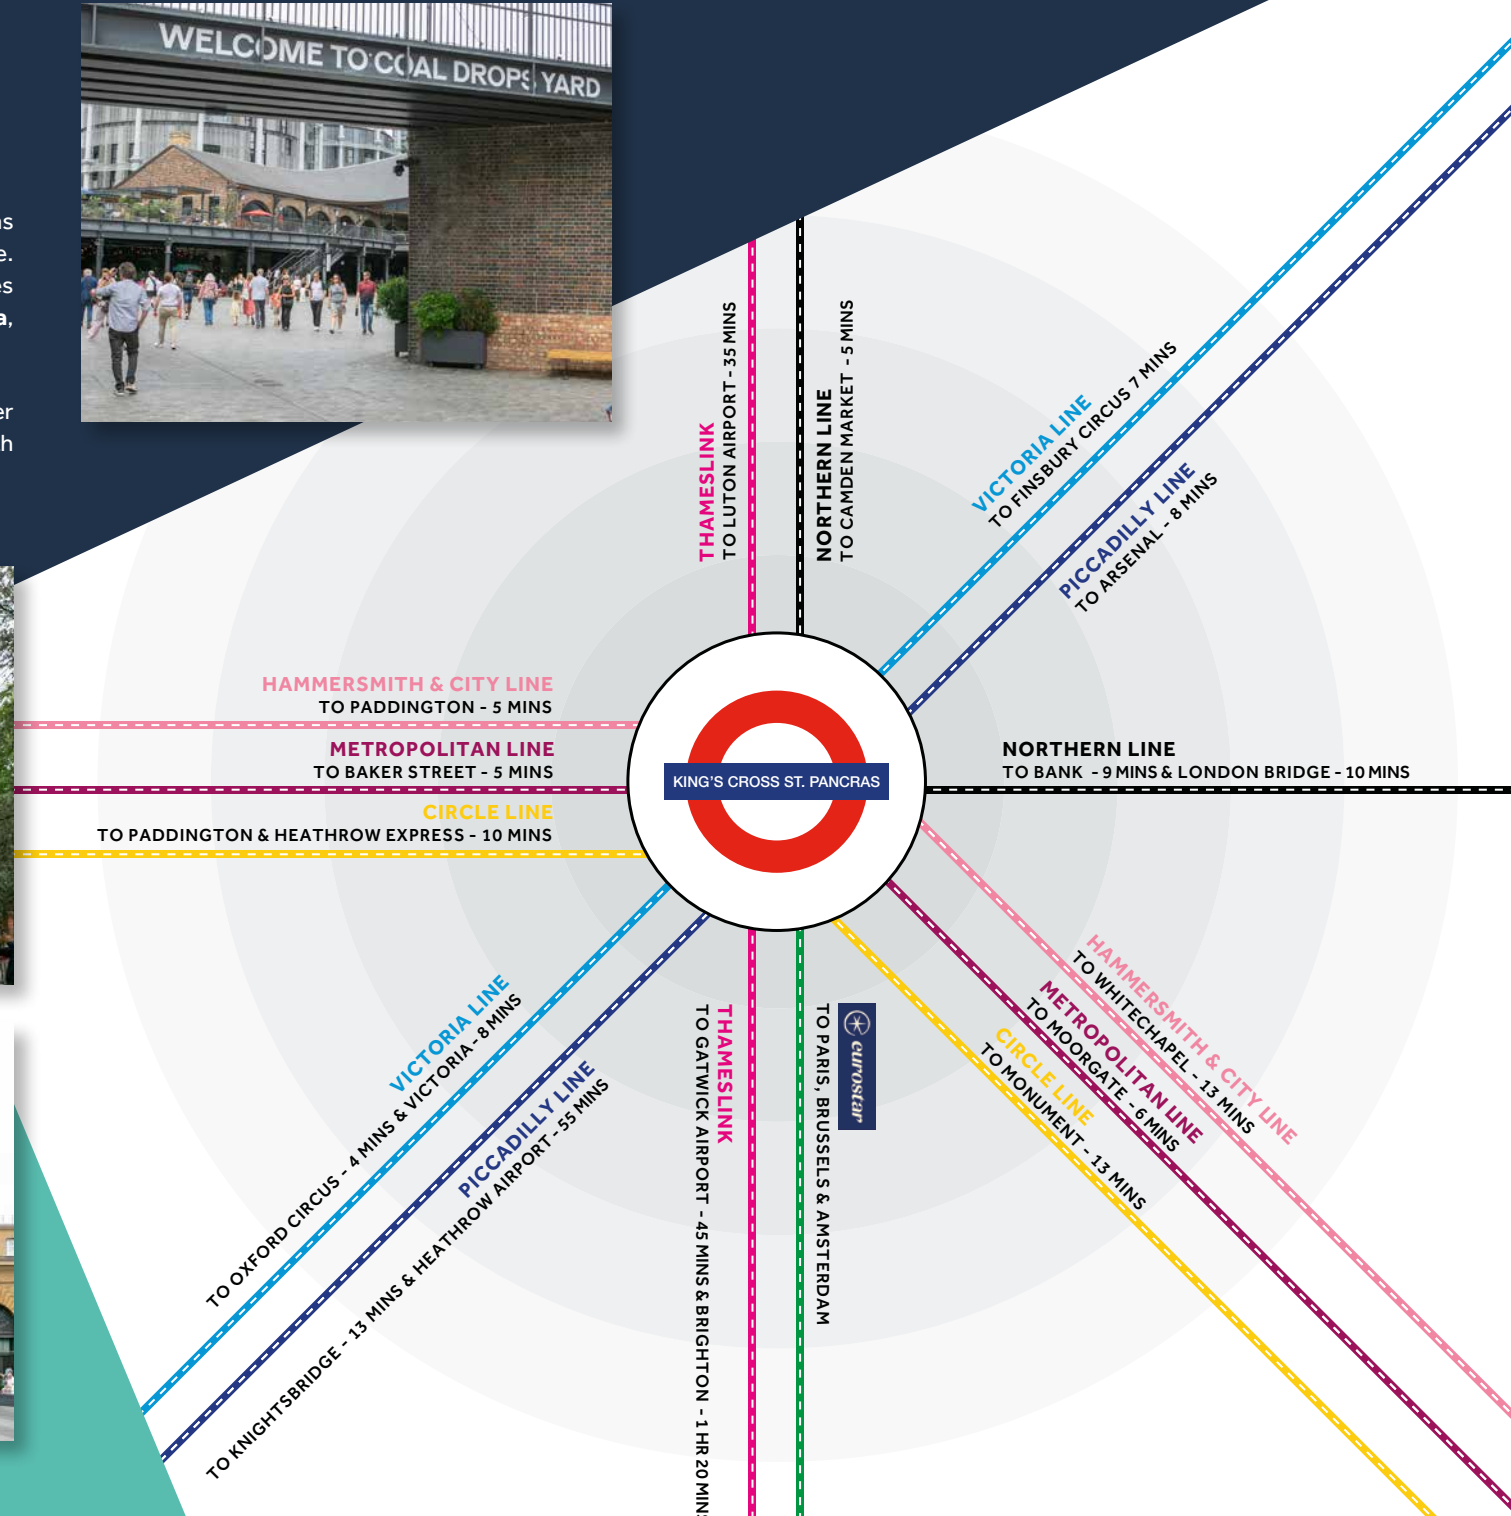 WELCOME TO COAL DROPS YARD
THAMESLINK
TO LUTON AIRPORT - 35 MINS
NORTHERN LINE
TO CAMDEN MARKET - 5 MINS
VICTORIA LINE
TO FINSBURY CIRCUS 7 MINS
PICCADILLY LINE
TO ARSENAL - 8 MINS
HAMMERSMITH & CITY LINE
TO PADDINGTON - 5 MINS
METROPOLITAN LINE
TO BAKER STREET - 5 MINS
CIRCLE LINE
TO PADDINGTON & HEATHROW EXPRESS - 10 MINS
KING'S CROSS ST. PANCRAS
NORTHERN LINE
TO BANK - 9 MINS & LONDON BRIDGE - 10 MINS
VICTORIA LINE
TO OXFORD CIRCUS - 4 MINS & VICTORIA - 8 MINS
PICCADILLY LINE
TO KNIGHTSBRIDGE - 13 MINS & HEATHROW AIRPORT - 55 MINS
THAMESLINK
TO GATWICK AIRPORT - 45 MINS & BRIGHTON - 1 HR 20 MINS
eurostar
TO PARIS, BRUSSELS & AMSTERDAM
CIRCLE LINE
TO MONUMENT - 13 MINS
METROPOLITAN LINE
TO MOORGATE - 6 MINS
HAMMERSMITH & CITY LINE
TO WHITECHAPEL - 13 MINS